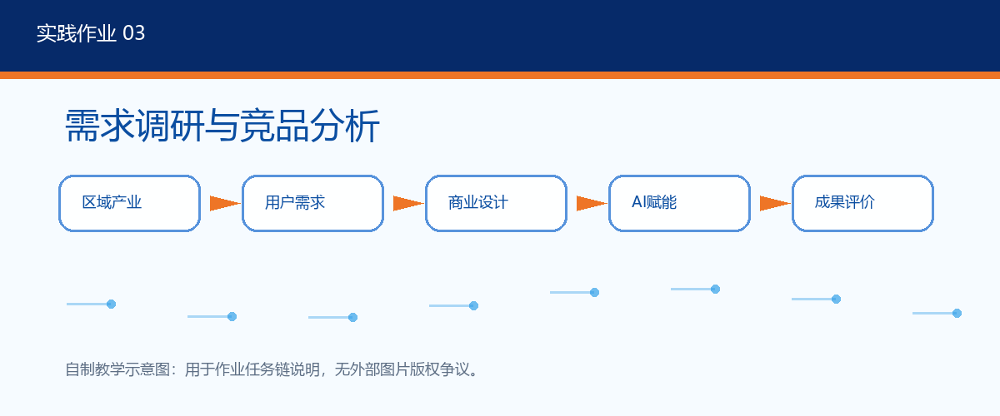 实践作业 03
需求调研与竞品分析
区域产业
用户需求
商业设计
AI赋能
成果评价
自制教学示意图：用于作业任务链说明，无外部图片版权争议。